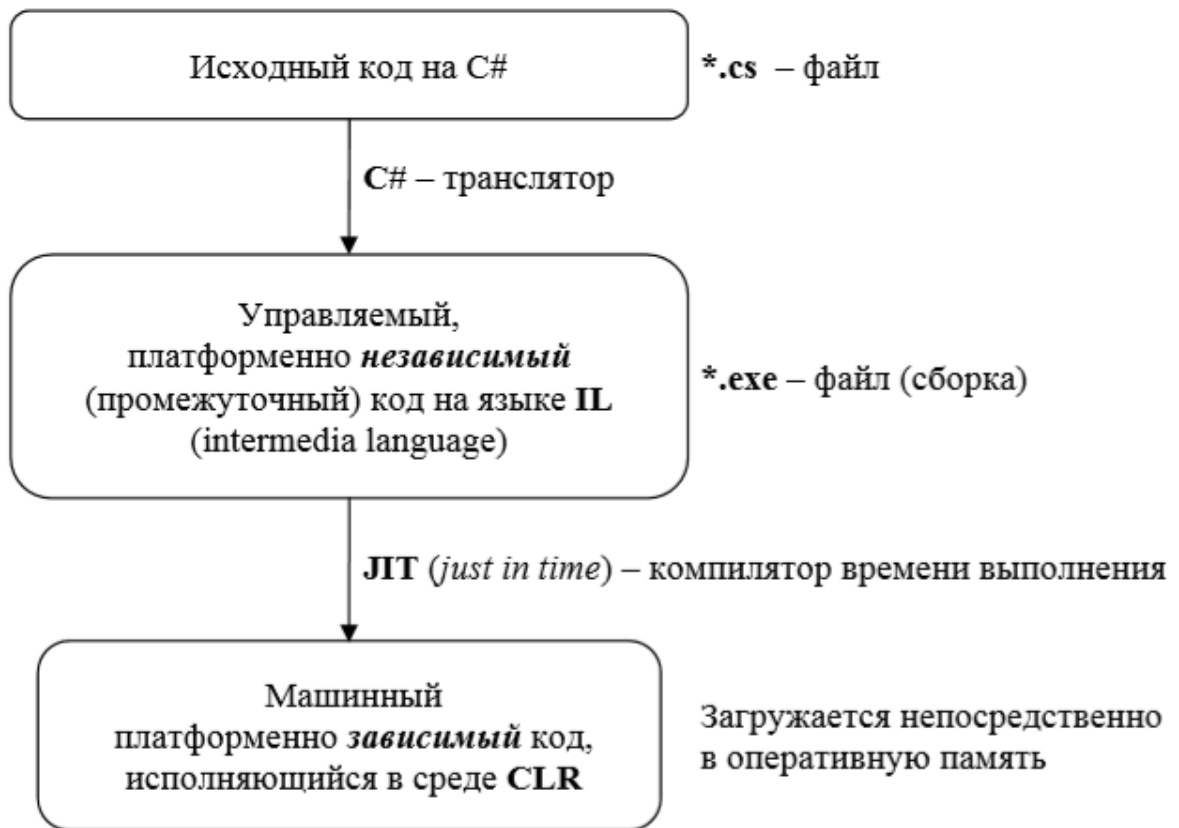 Исходный код на C#
*.cs – файл
C# – транслятор
Управляемый,
платформенно независимый
(промежуточный) код на языке IL
(intermedia language)
*.exe – файл (сборка)
JIT (just in time) – компилятор времени выполнения
Машинный
платформенно зависимый код,
исполняющийся в среде CLR
Загружается непосредственно
в оперативную память